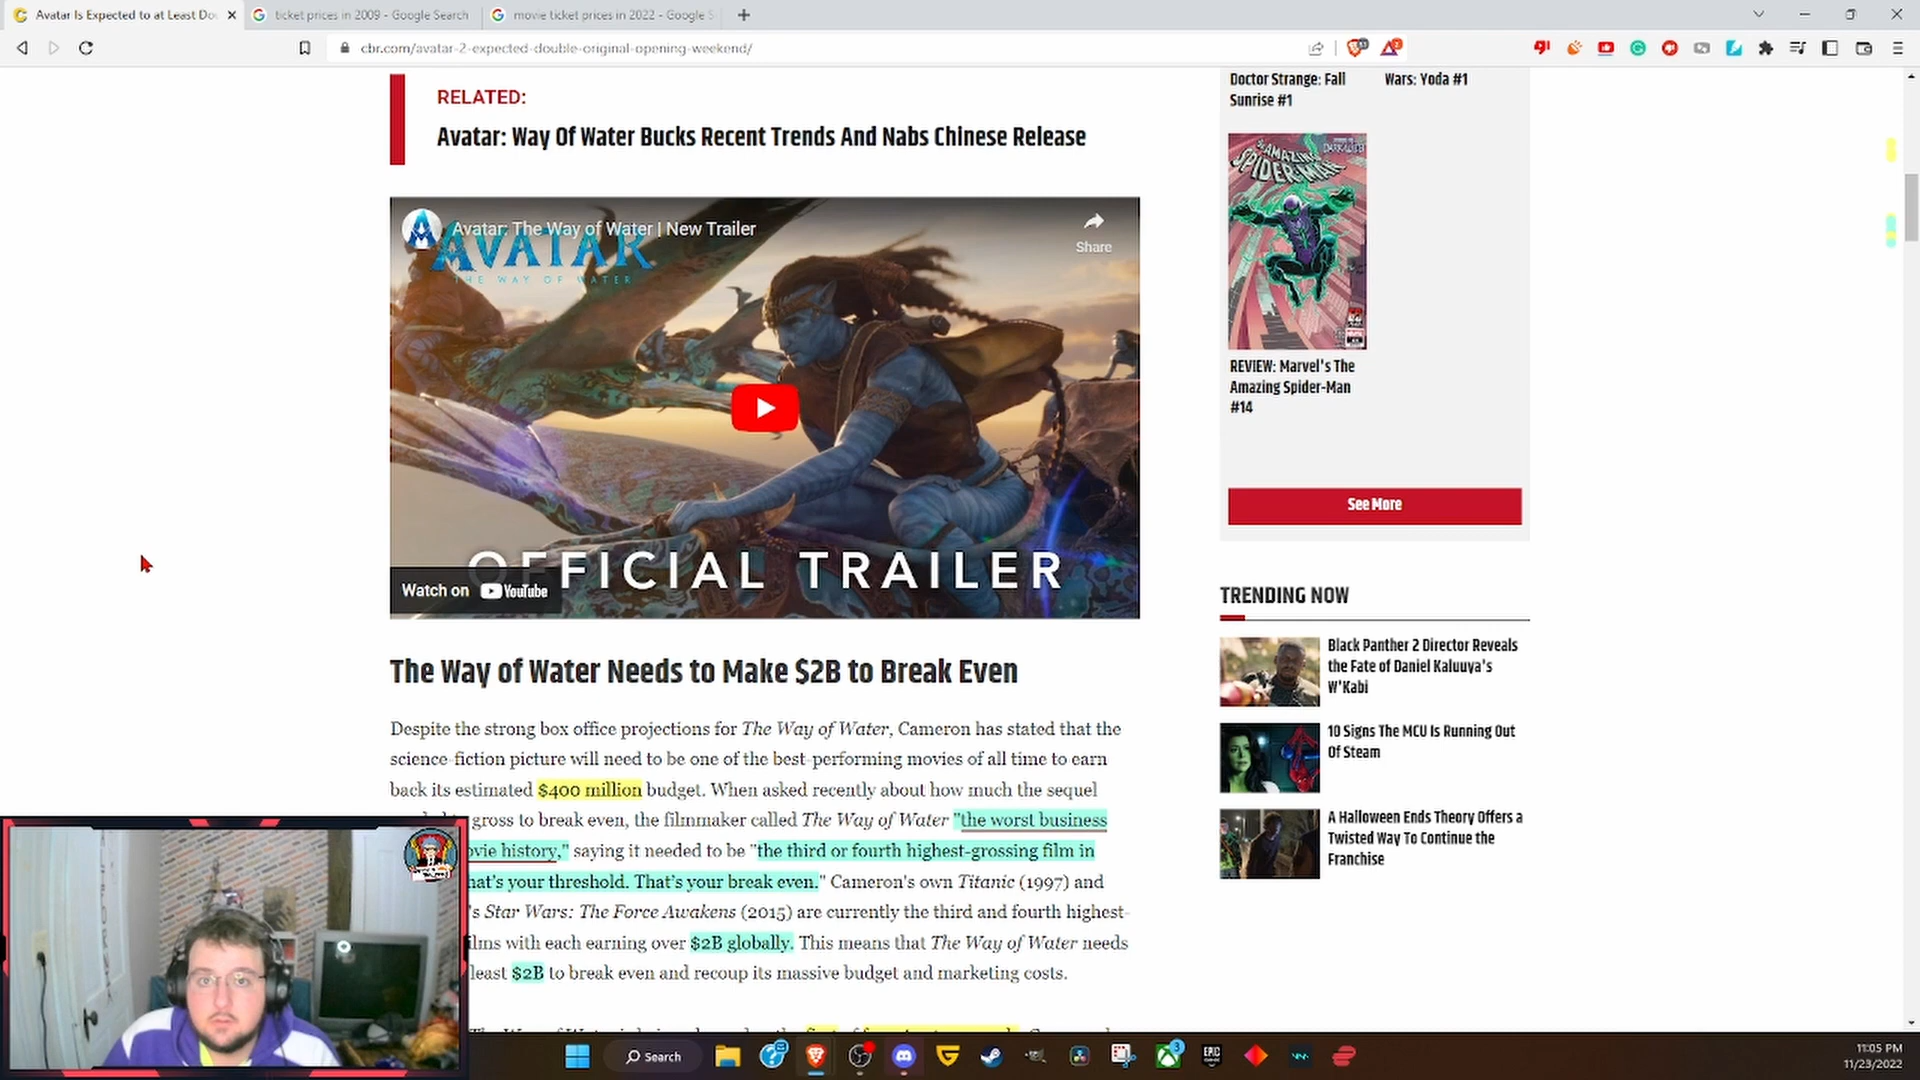 Avatar Is Expected to at Least Do
ticket prices in 2009 - Google Search
movie ticket prices in 2022 - Google S
cbr.com/avatar-2-expected-double-original-opening-weekend/
RELATED:
Avatar: Way Of Water Bucks Recent Trends And Nabs Chinese Release
Avatar: The Way of Water | New Trailer
Share
AVATAR
THE WAY OF WATER
OFFICIAL TRAILER
Watch on YouTube
The Way of Water Needs to Make $2B to Break Even
Despite the strong box office projections for The Way of Water, Cameron has stated that the
science-fiction picture will need to be one of the best-performing movies of all time to earn
back its estimated $400 million budget. When asked recently about how much the sequel
gross to break even, the filmmaker called The Way of Water "the worst business
ovie history," saying it needed to be "the third or fourth highest-grossing film in
hat's your threshold. That's your break even." Cameron's own Titanic (1997) and
's Star Wars: The Force Awakens (2015) are currently the third and fourth highest-
ilms with each earning over $2B globally. This means that The Way of Water needs
least $2B to break even and recoup its massive budget and marketing costs.
Doctor Strange: Fall
Sunrise #1
Wars: Yoda #1
AMAZING
SPIDER-MAN
REVIEW: Marvel's The
Amazing Spider-Man
#14
See More
TRENDING NOW
Black Panther 2 Director Reveals
the Fate of Daniel Kaluuya's
W'Kabi
10 Signs The MCU Is Running Out
Of Steam
A Halloween Ends Theory Offers a
Twisted Way To Continue the
Franchise
Search
3
EPIC
11:05 PM
11/23/2022